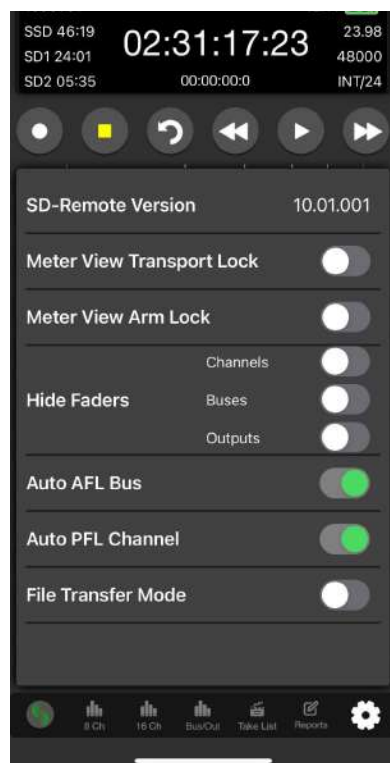 SSD 46:19
SD1 24:01
SD2 05:35
02:31:17:23
00:00:00:0
23.98
48000
INT/24
SD-Remote Version 10.01.001
Meter View Transport Lock
Meter View Arm Lock
Hide Faders
Channels
Buses
Outputs
Auto AFL Bus
Auto PFL Channel
File Transfer Mode
8 Ch
16 Ch
Bus/Out
Take List
Reports